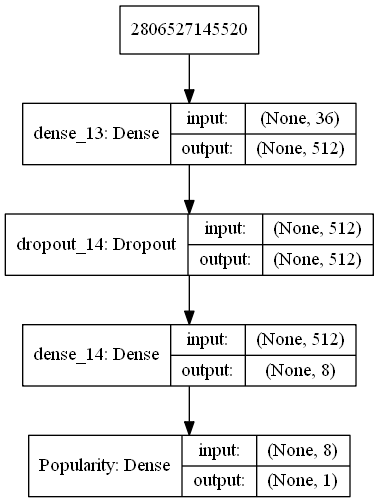 2806527145520
dense_13: Dense
input: (None, 36)
output: (None, 512)
dropout_14: Dropout
input: (None, 512)
output: (None, 512)
dense_14: Dense
input: (None, 512)
output: (None, 8)
Popularity: Dense
input: (None, 8)
output: (None, 1)